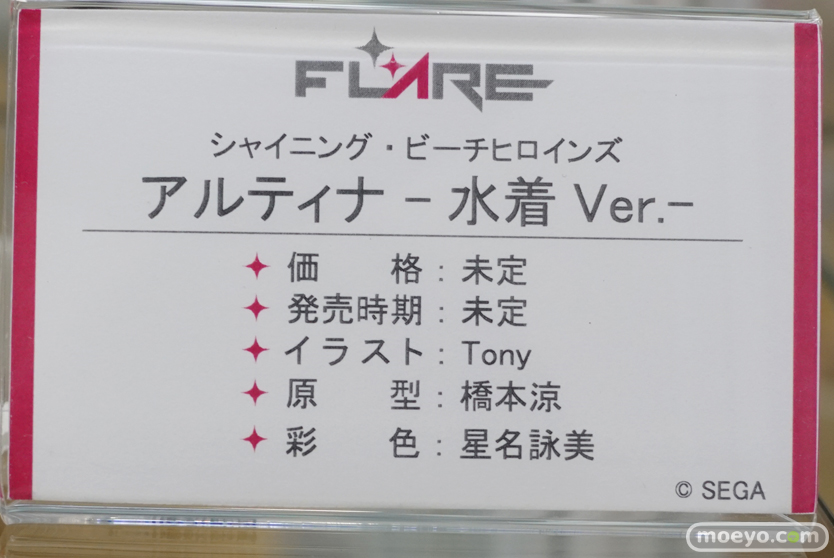 FLARE
シャイニング・ビーチヒロインズ
アルティナ - 水着 Ver.-
価格：未定
発売時期：未定
イラスト：Tony
原型：橋本涼
彩色：星名詠美
© SEGA
moeyo.com